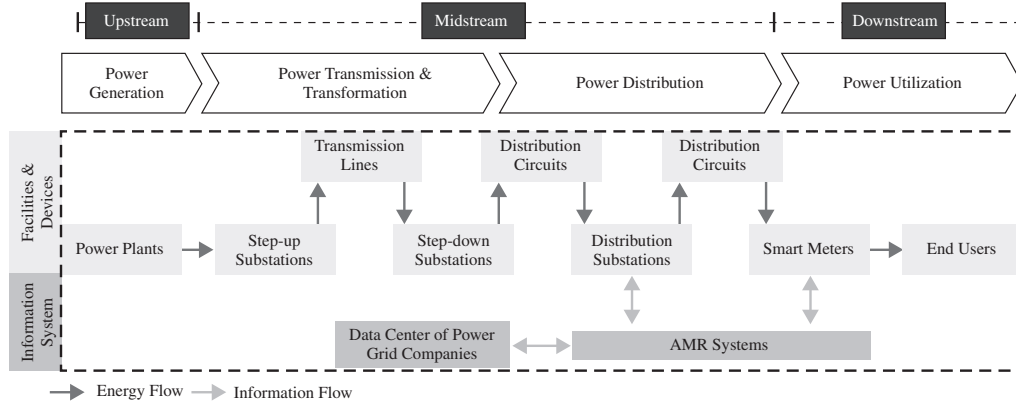 Upstream
Midstream
Downstream
Power
Generation
Power Transmission &
Transformation
Power Distribution
Power Utilization
Facilities &
Devices
Transmission
Lines
Distribution
Circuits
Distribution
Circuits
Power Plants
Step-up
Substations
Step-down
Substations
Distribution
Substations
Smart Meters
End Users
Information
System
Data Center of Power
Grid Companies
AMR Systems
Energy Flow
Information Flow